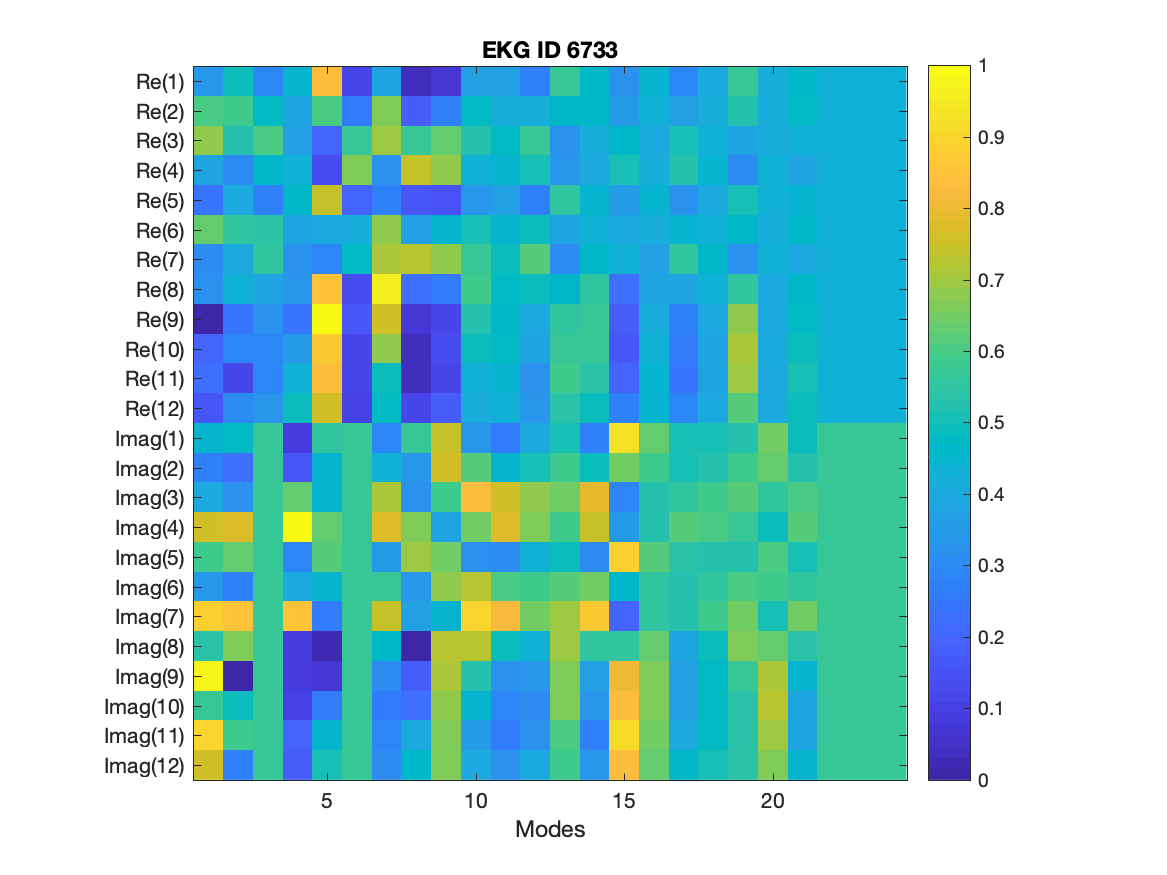 EKG ID 6733
Re(1)
Re(2)
Re(3)
Re(4)
Re(5)
Re(6)
Re(7)
Re(8)
Re(9)
Re(10)
Re(11)
Re(12)
Imag(1)
Imag(2)
Imag(3)
Imag(4)
Imag(5)
Imag(6)
Imag(7)
Imag(8)
Imag(9)
Imag(10)
Imag(11)
Imag(12)
5 10 15 20
Modes
1
0.9
0.8
0.7
0.6
0.5
0.4
0.3
0.2
0.1
0